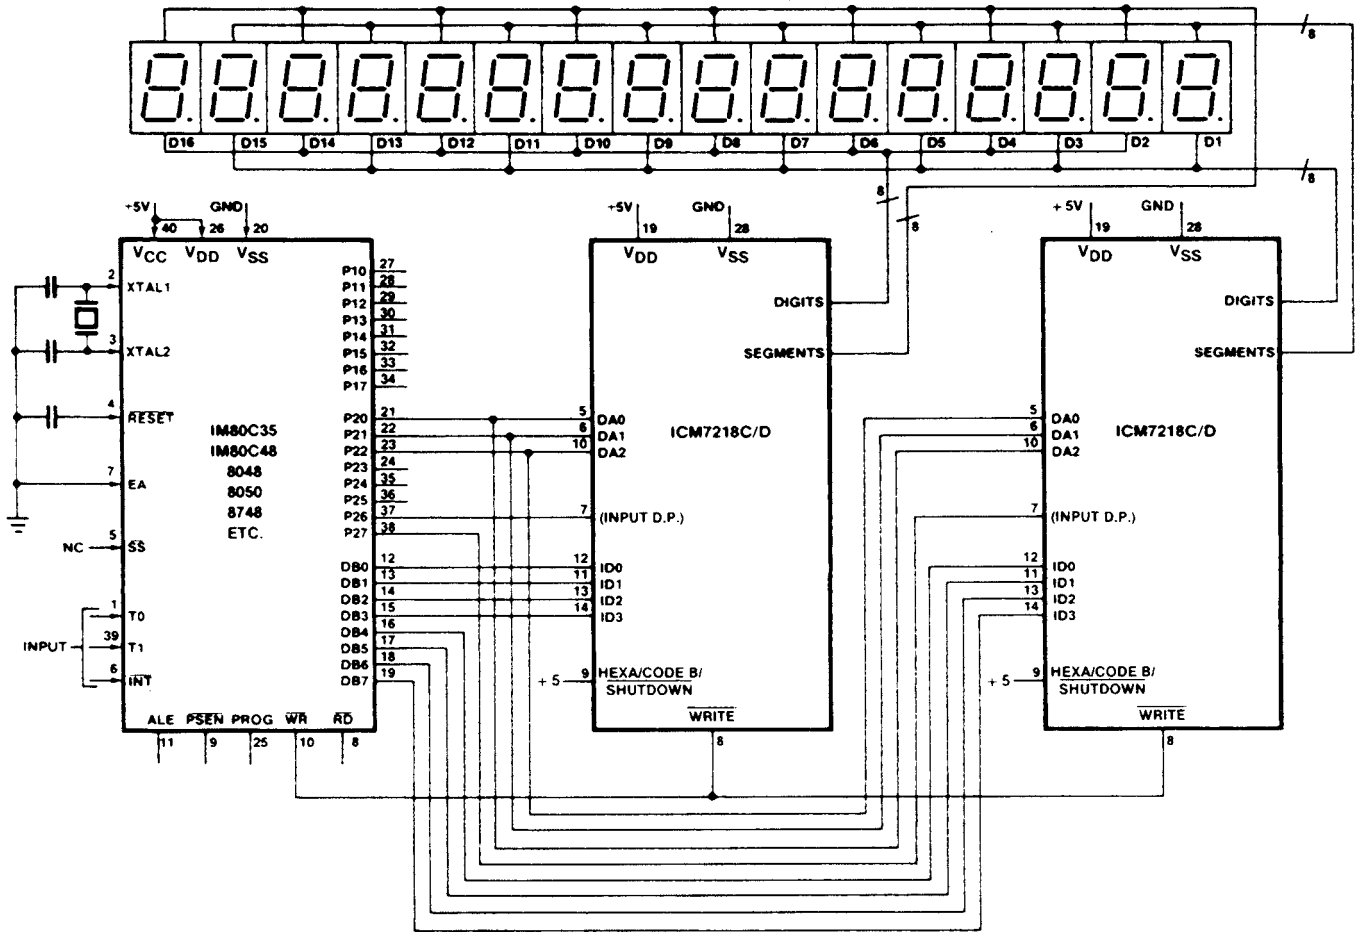 8
D16 D15 D14 D13 D12 D11 D10 D9 D8 D7 D6 D5 D4 D3 D2 D1
8
8
8
+5V GND
40 26 20
VCC VDD VSS
2 XTAL1
3 XTAL2
4 RESET
7 EA
NC 5 SS
INPUT
1 T0
39 T1
6 INT
IM80C35
IM80C48
8048
8050
8748
ETC.
P10 27
P11 28
P12 29
P13 30
P14 31
P15 32
P16 33
P17 34
P20 21
P21 22
P22 23
P23 24
P24 35
P25 36
P26 37
P27 38
DB0 12
DB1 13
DB2 14
DB3 15
DB4 16
DB5 17
DB6 18
DB7 19
ALE PSEN PROG WR RD
11 9 25 10 8
+5V GND
19 28
VDD VSS
DIGITS
SEGMENTS
ICM7218C/D
5 DA0
6 DA1
10 DA2
7 (INPUT D.P.)
12 ID0
11 ID1
13 ID2
14 ID3
+ 5 9 HEXA/CODE B/
SHUTDOWN
WRITE
8
+ 5V GND
19 28
VDD VSS
DIGITS
SEGMENTS
ICM7218C/D
5 DA0
6 DA1
10 DA2
7 (INPUT D.P.)
12 ID0
11 ID1
13 ID2
14 ID3
+ 5 9 HEXA/CODE B/
SHUTDOWN
WRITE
8